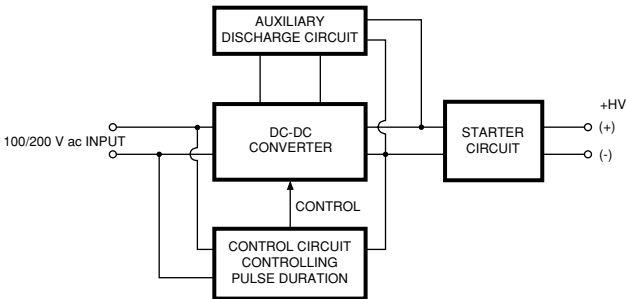 AUXILIARY
DISCHARGE CIRCUIT
100/200 V ac INPUT
DC-DC
CONVERTER
STARTER
CIRCUIT
+HV
(+)
(-)
CONTROL
CONTROL CIRCUIT
CONTROLLING
PULSE DURATION